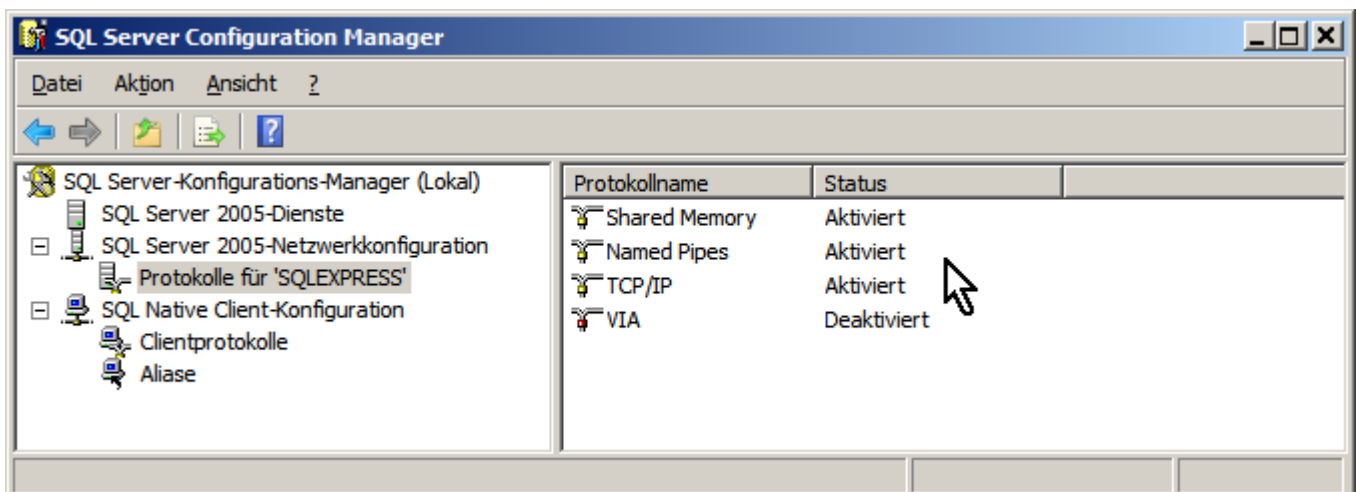 SQL Server Configuration Manager
Datei Aktion Ansicht ?
SQL Server-Konfigurations-Manager (Lokal)
SQL Server 2005-Dienste
SQL Server 2005-Netzwerkkonfiguration
Protokolle für 'SQLEXPRESS'
SQL Native Client-Konfiguration
Clientprotokolle
Aliase
Protokollname Status
Shared Memory Aktiviert
Named Pipes Aktiviert
TCP/IP Aktiviert
VIA Deaktiviert